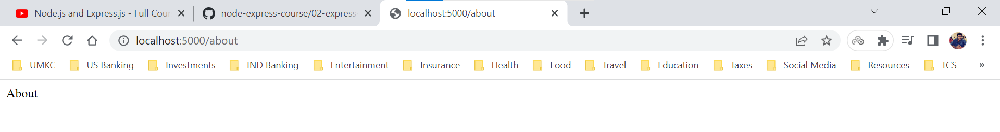 Node.js and Express.js - Full Cour
node-express-course/02-express
localhost:5000/about
localhost:5000/about
UMKC US Banking Investments IND Banking Entertainment Insurance Health Food Travel Education Taxes Social Media Resources TCS »
About